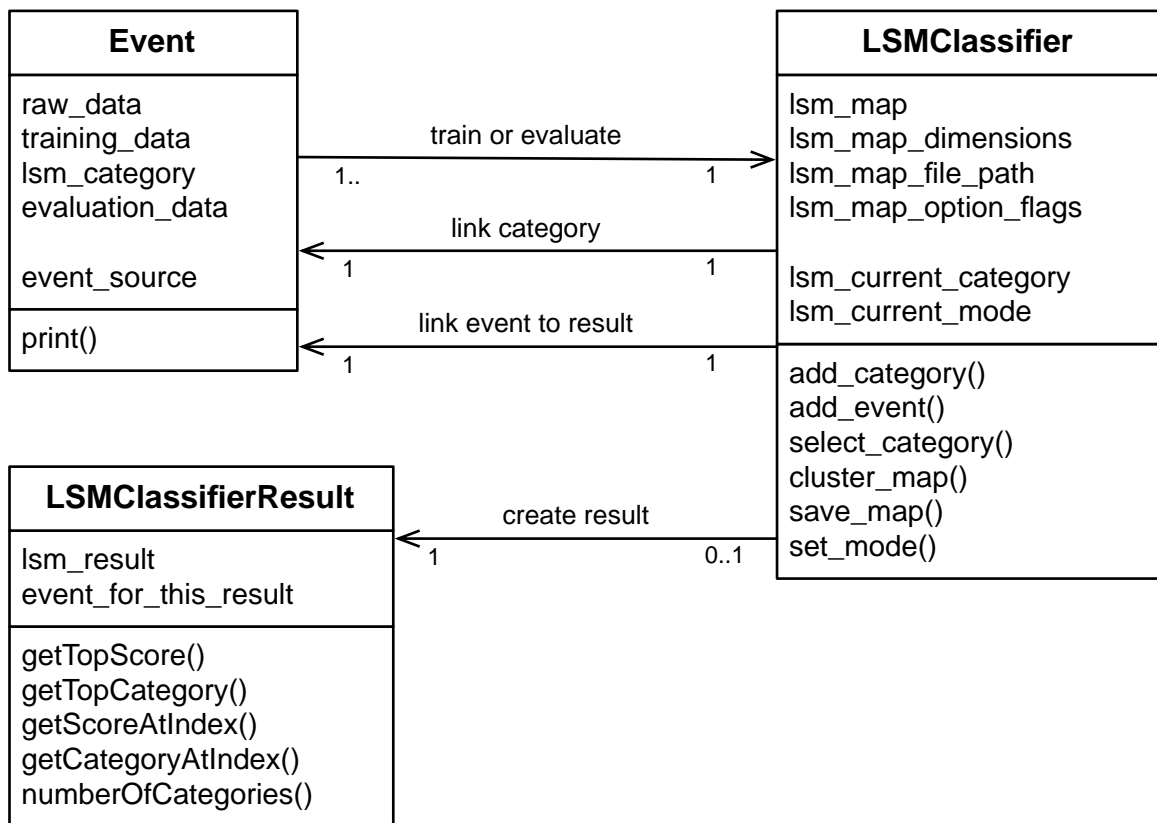 Event
raw_data
training_data
lsm_category
evaluation_data
event_source
print()
train or evaluate
1..
1
link category
1
1
link event to result
1
1
LSMClassifier
lsm_map
lsm_map_dimensions
lsm_map_file_path
lsm_map_option_flags
lsm_current_category
lsm_current_mode
add_category()
add_event()
select_category()
cluster_map()
save_map()
set_mode()
LSMClassifierResult
lsm_result
event_for_this_result
getTopScore()
getTopCategory()
getScoreAtIndex()
getCategoryAtIndex()
numberOfCategories()
create result
1
0..1